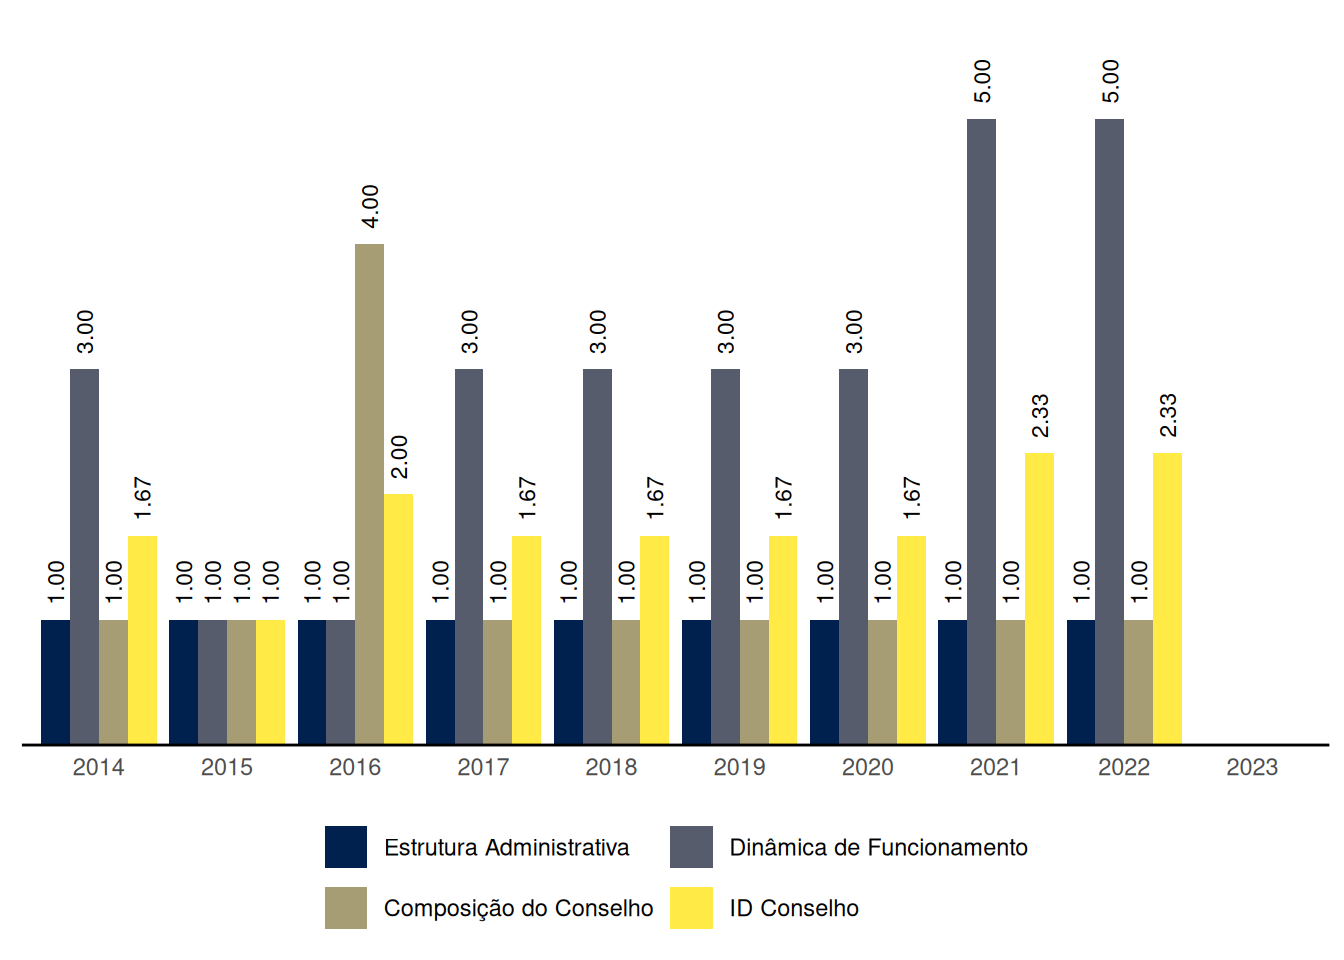 5.00 5.00
4.00
3.00 3.00 3.00 3.00 3.00
2.33 2.33
2.00
1.67 1.67 1.67 1.67 1.67
1.00 1.00 1.00 1.00 1.00 1.00 1.00 1.00 1.00 1.00 1.00 1.00 1.00 1.00 1.00 1.00 1.00 1.00 1.00 1.00
2014 2015 2016 2017 2018 2019 2020 2021 2022 2023
Estrutura Administrativa Dinâmica de Funcionamento
Composição do Conselho ID Conselho